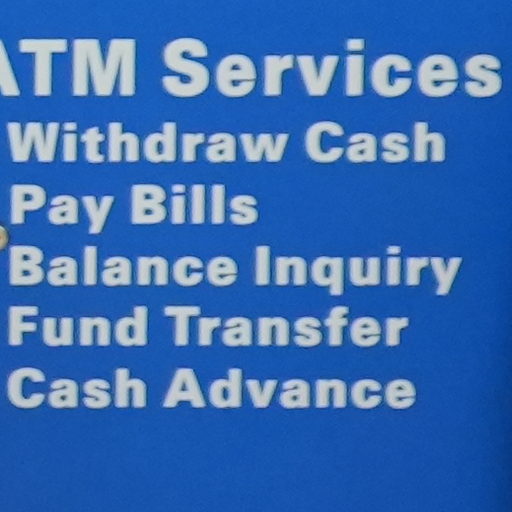 ATM Services
Withdraw Cash
Pay Bills
Balance Inquiry
Fund Transfer
Cash Advance